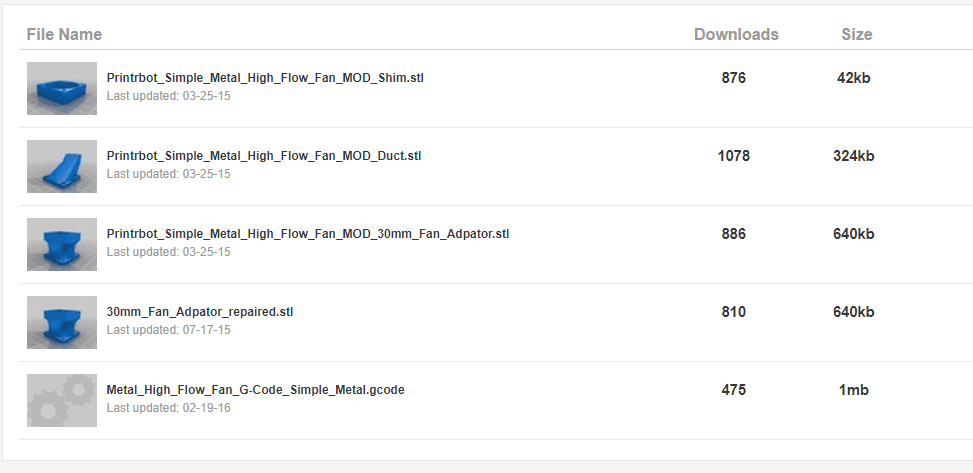 File Name Downloads Size
Printrbot_Simple_Metal_High_Flow_Fan_MOD_Shim.stl 876 42kb
Last updated: 03-25-15
Printrbot_Simple_Metal_High_Flow_Fan_MOD_Duct.stl 1078 324kb
Last updated: 03-25-15
Printrbot_Simple_Metal_High_Flow_Fan_MOD_30mm_Fan_Adpator.stl 886 640kb
Last updated: 03-25-15
30mm_Fan_Adpator_repaired.stl 810 640kb
Last updated: 07-17-15
Metal_High_Flow_Fan_G-Code_Simple_Metal.gcode 475 1mb
Last updated: 02-19-16